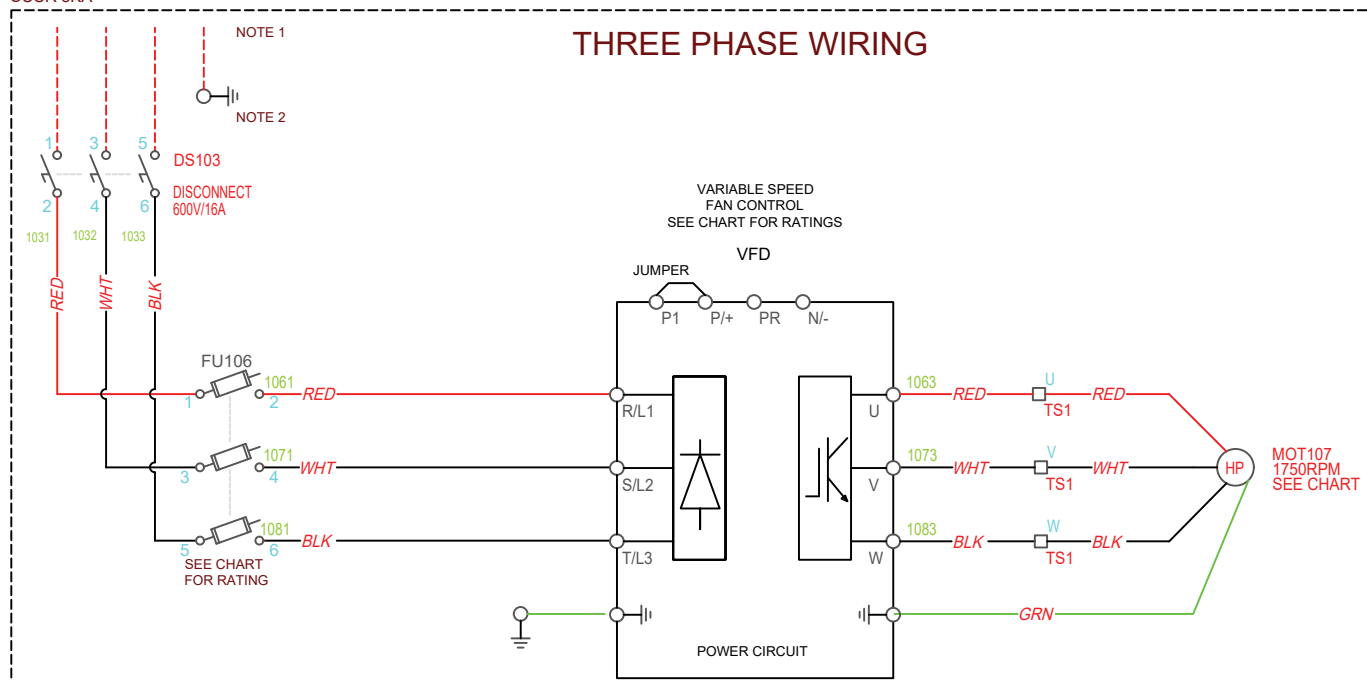 THREE PHASE WIRING
NOTE 1
NOTE 2
1 3 5
DS103
DISCONNECT
600V/16A
2 4 6
1031 1032 1033
RED WHT BLK
VARIABLE SPEED
FAN CONTROL
SEE CHART FOR RATINGS
VFD
JUMPER
P1 P/+ PR N/-
FU106
1 1061 2 RED
R/L1
3 1071 4 WHT
S/L2
5 1081 6 BLK
T/L3
SEE CHART
FOR RATING
U 1063 RED U TS1 RED
V 1073 WHT V TS1 WHT
W 1083 BLK W TS1 BLK
HP
MOT107
1750RPM
SEE CHART
GRN
POWER CIRCUIT